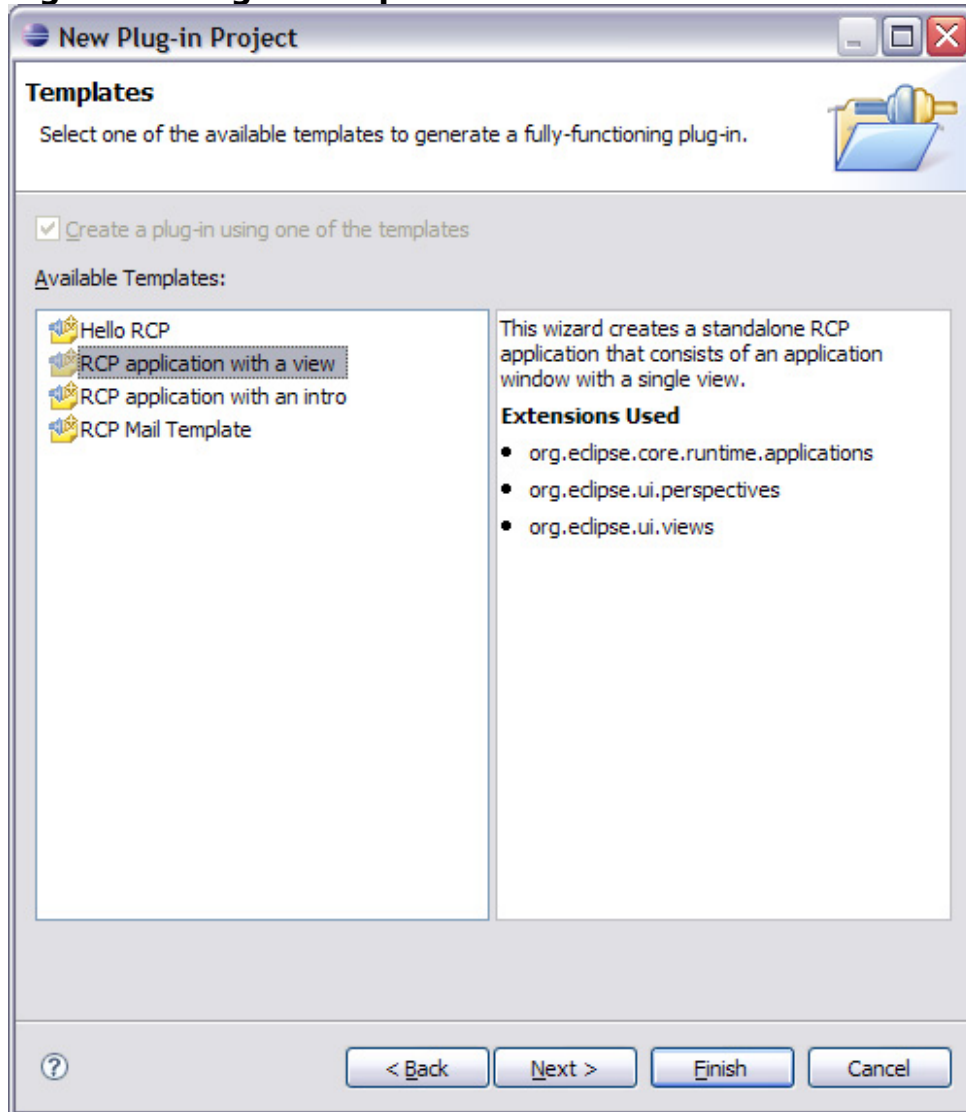 New Plug-in Project
Templates
Select one of the available templates to generate a fully-functioning plug-in.
Create a plug-in using one of the templates
Available Templates:
Hello RCP
RCP application with a view
RCP application with an intro
RCP Mail Template
This wizard creates a standalone RCP
application that consists of an application
window with a single view.
Extensions Used
• org.eclipse.core.runtime.applications
• org.eclipse.ui.perspectives
• org.eclipse.ui.views
?
< Back
Next >
Finish
Cancel